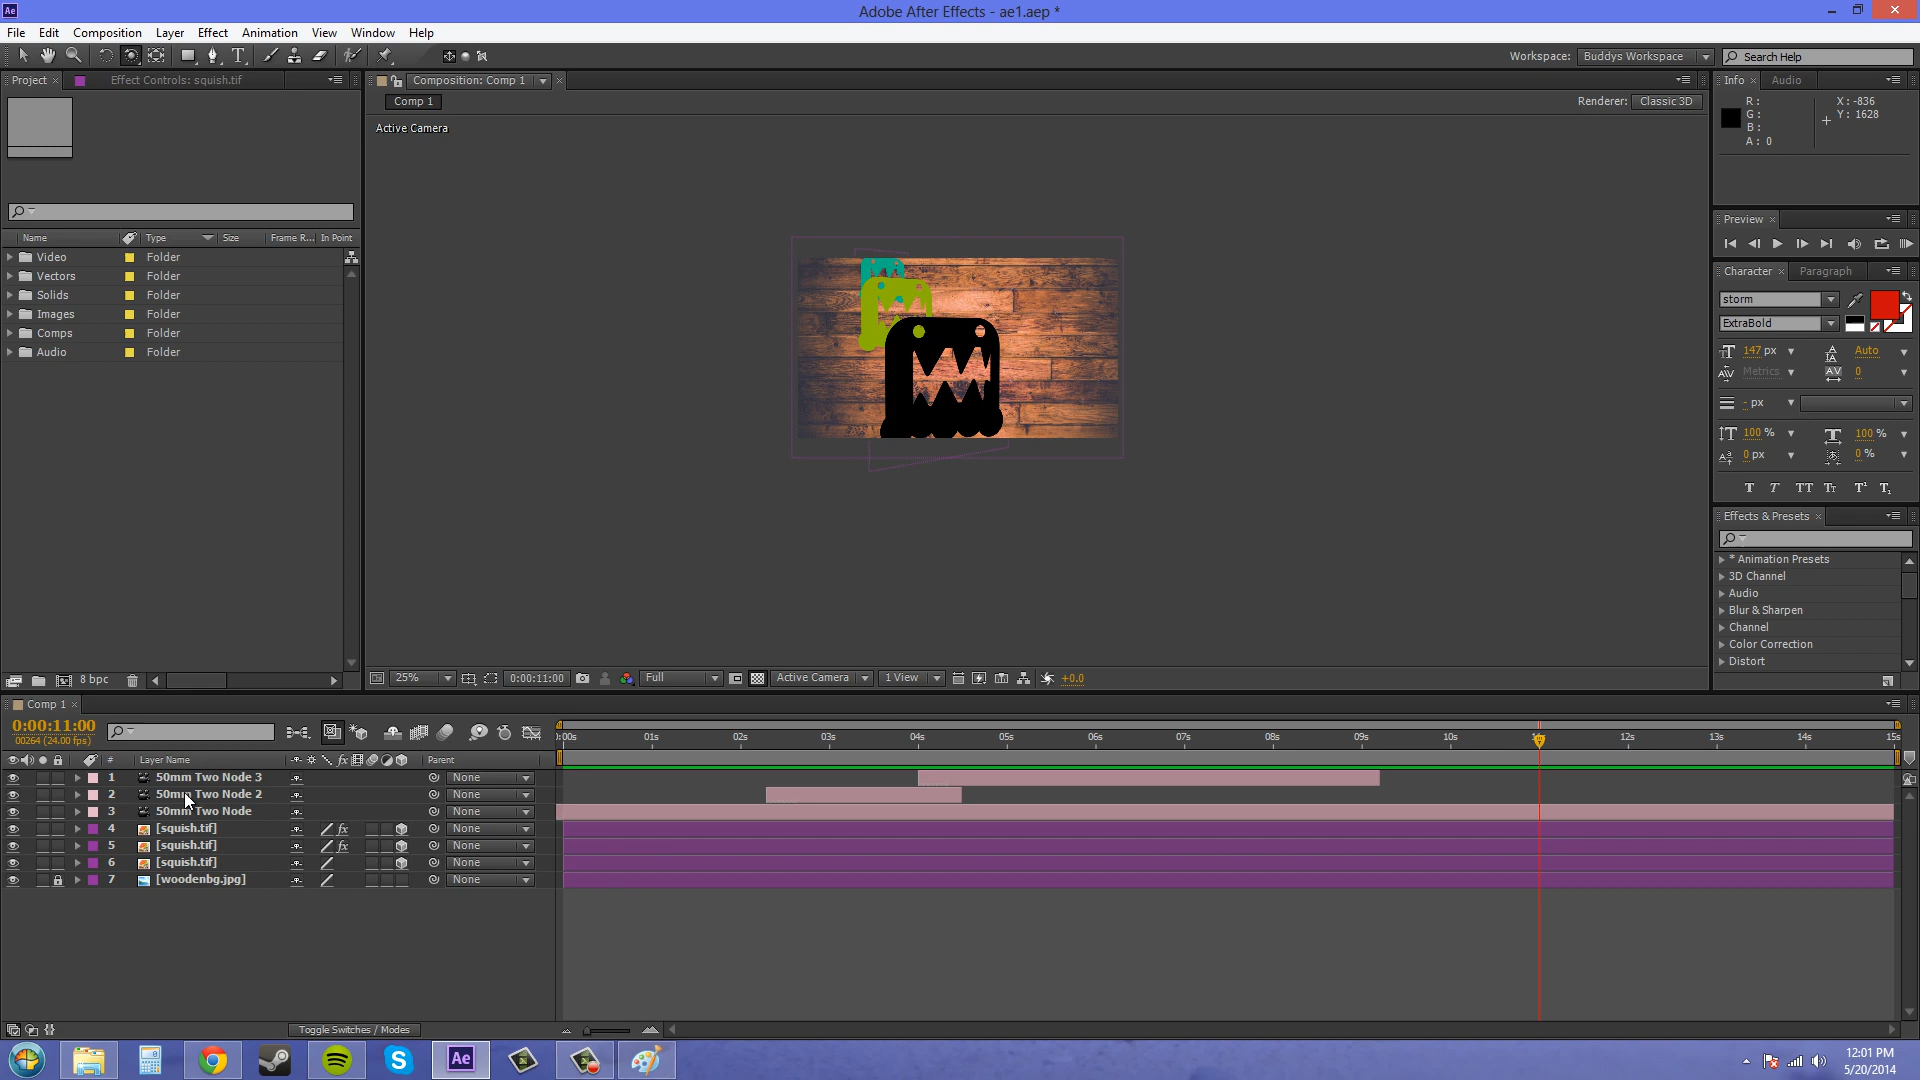 Ae
Adobe After Effects - ae1.aep *
File Edit Composition Layer Effect Animation View Window Help
Workspace: Buddys Workspace Search Help
Project Effect Controls: squish.tif Composition: Comp 1 Info Audio
Comp 1 Renderer: Classic 3D
Active Camera
R:
G:
B:
A: 0
X: -836
Y: 1628
Preview
Character Paragraph
storm
ExtraBold
147 px Auto
Metrics 0
- px
100 % 100 %
0 px 0 %
Effects & Presets
* Animation Presets
3D Channel
Audio
Blur & Sharpen
Channel
Color Correction
Distort
Name Type Size Frame R... In Point
Video Folder
Vectors Folder
Solids Folder
Images Folder
Comps Folder
Audio Folder
8 bpc
25% 0:00:11:00 Full Active Camera 1 View +0.0
Comp 1
0:00:11:00
00264 (24.00 fps)
):00s 01s 02s 03s 04s 05s 06s 07s 08s 09s 10s 12s 13s 14s 15s
# Layer Name Parent
1 50mm Two Node 3 None
2 50mm Two Node 2 None
3 50mm Two Node None
4 [squish.tif] fx None
5 [squish.tif] fx None
6 [squish.tif] None
7 [woodenbg.jpg] None
Toggle Switches / Modes
Ae
12:01 PM
5/20/2014